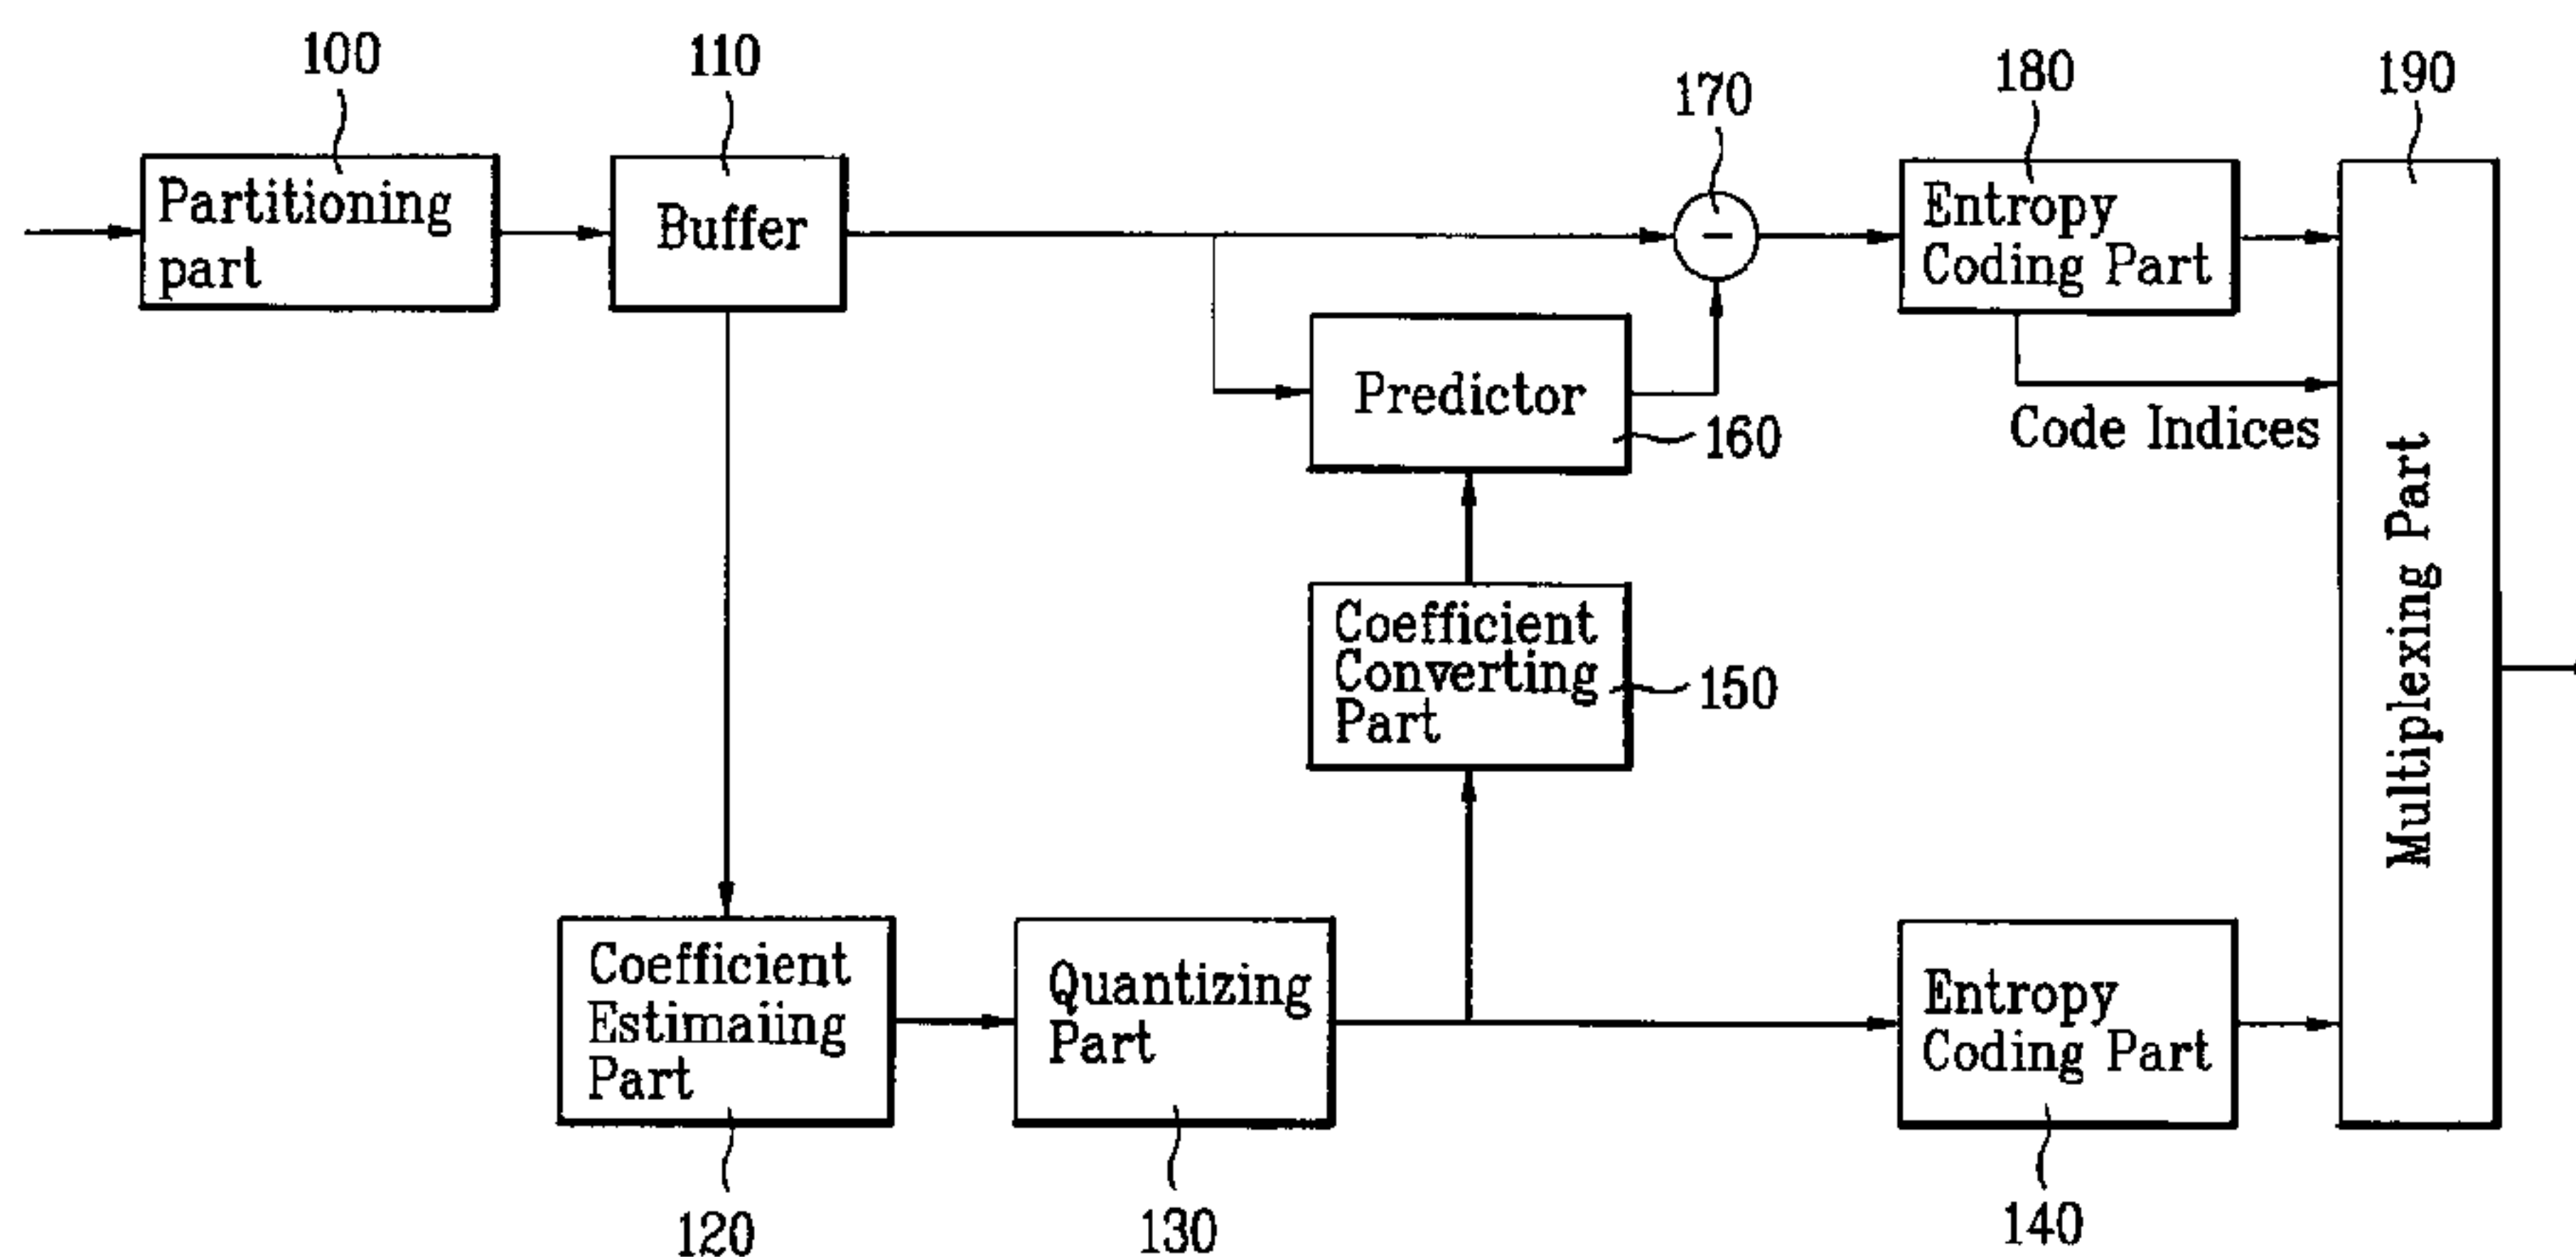 100
110
170
180
190
Partitioning
part
Buffer
-
Entropy
Coding Part
Predictor
160
Code Indices
Coefficient
Converting
Part
150
Multiplexing Part
Coefficient
Estimaiing
Part
Quantizing
Part
Entropy
Coding Part
120
130
140